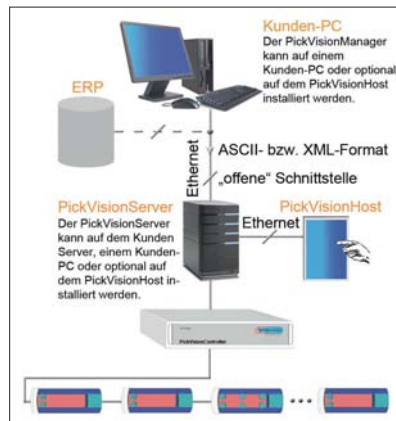 Kunden-PC
Der PickVisionManager
kann auf einem
Kunden-PC oder optional
auf dem PickVisionHost
installiert werden.
ERP
ASCII- bzw. XML-Format
Ethernet
„offene“ Schnittstelle
PickVisionServer
Der PickVisionServer
kann auf dem Kunden
Server, einem Kunden-
PC oder optional auf
dem PickVisionHost in-
stalliert werden.
PickVisionHost
Ethernet
PickVisionController